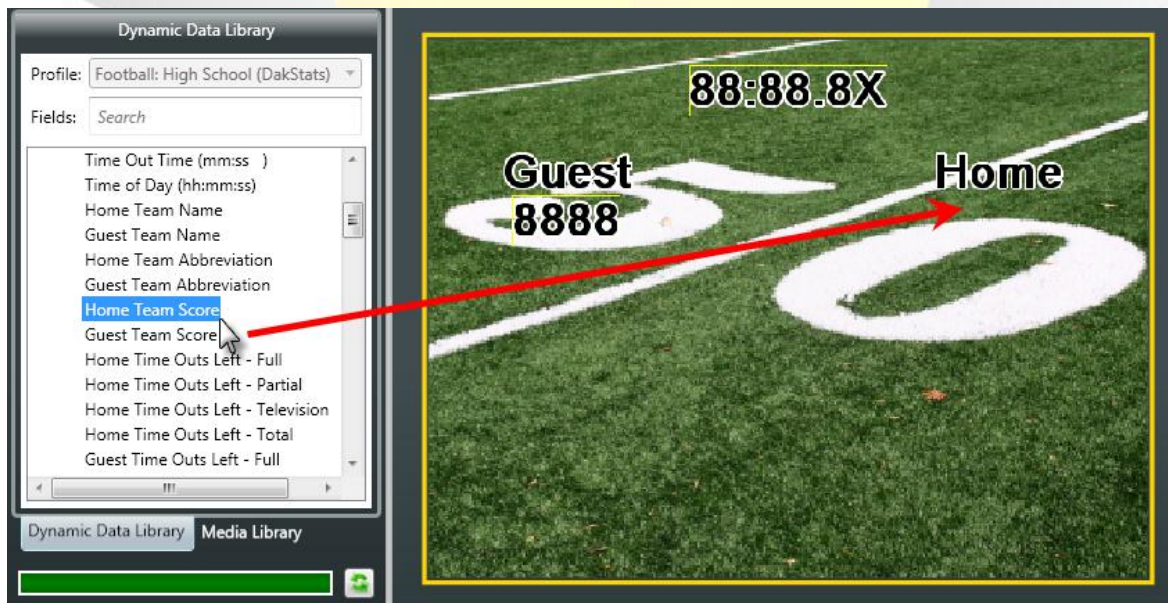 Dynamic Data Library
Profile: Football: High School (DakStats)
Fields: Search
Time Out Time (mm:ss )
Time of Day (hh:mm:ss)
Home Team Name
Guest Team Name
Home Team Abbreviation
Guest Team Abbreviation
Home Team Score
Guest Team Score
Home Time Outs Left - Full
Home Time Outs Left - Partial
Home Time Outs Left - Television
Home Time Outs Left - Total
Guest Time Outs Left - Full
Dynamic Data Library Media Library
88:88.8X
Guest Home
8888
50